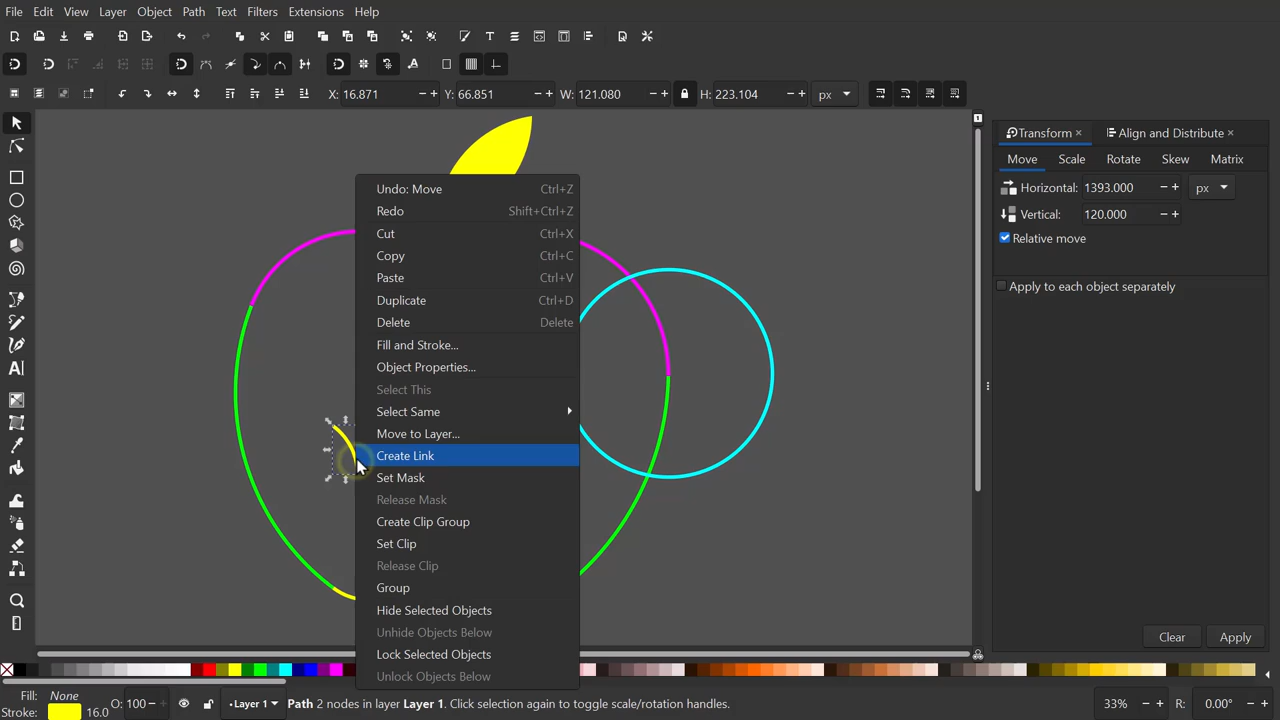 File Edit View Layer Object Path Text Filters Extensions Help
X: 16.871 Y: 66.851 W: 121.080 H: 223.104 px
1
Transform Align and Distribute
Move Scale Rotate Skew Matrix
Horizontal: 1393.000 px
Vertical: 120.000
Relative move
Apply to each object separately
Undo: Move Ctrl+Z
Redo Shift+Ctrl+Z
Cut Ctrl+X
Copy Ctrl+C
Paste Ctrl+V
Duplicate Ctrl+D
Delete Delete
Fill and Stroke...
Object Properties...
Select This
Select Same
Move to Layer...
Create Link
Set Mask
Release Mask
Create Clip Group
Set Clip
Release Clip
Group
Hide Selected Objects
Unhide Objects Below
Lock Selected Objects
Unlock Objects Below
Clear Apply
Fill: None
Stroke: 16.0 O: 100 Layer 1 Path 2 nodes in layer Layer 1. Click selection again to toggle scale/rotation handles. 33% R: 0.00°